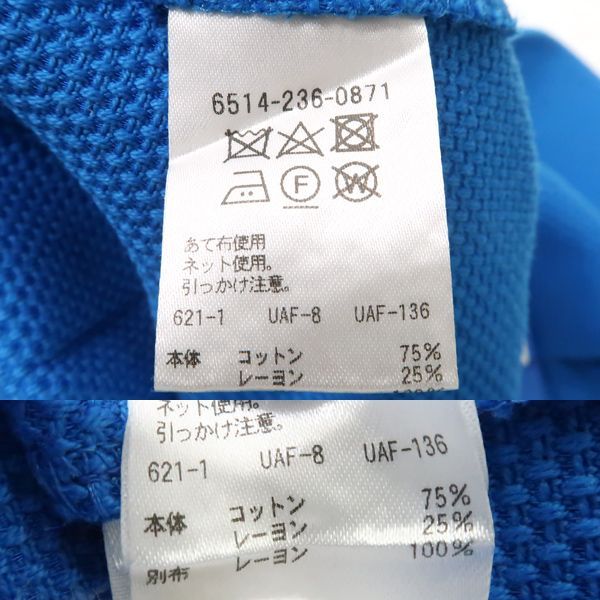 6514-236-0871
F
W
あて布使用
ネット使用。
引っかけ注意。
621-1 UAF-8 UAF-136
本体 コットン 75%
レーヨン 25%
100%
ネット使用。
引っかけ注意。
621-1 UAF-8 UAF-136
本体 コットン 75%
レーヨン 25%
別布 レーヨン 100%